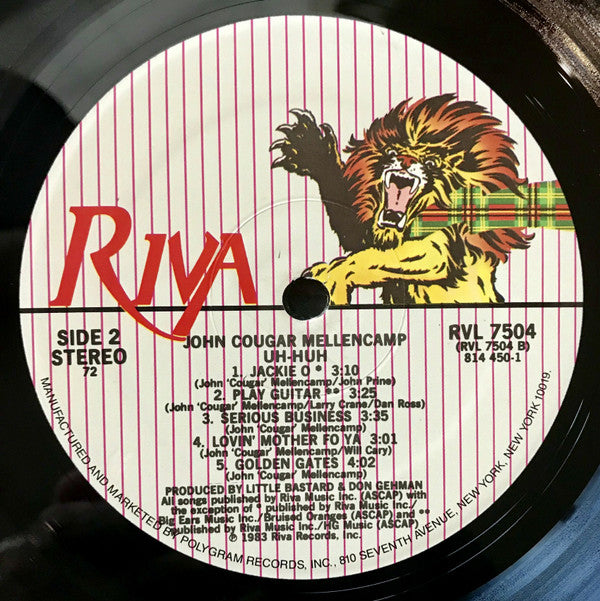 RIVA
SIDE 2
STEREO
72
RVL 7504
(RVL 7504 B)
814 450-1
JOHN COUGAR MELLENCAMP
UH-HUH
1. JACKIE O * 3:10
(John 'Cougar' Mellencamp/John Prine)
2. PLAY GUITAR ** 3:25
(John 'Cougar' Mellencamp/Larry Crane/Dan Ross)
3. SERIOUS BUSINESS 3:35
(John 'Cougar' Mellencamp)
4. LOVIN' MOTHER FO YA 3:01
(John 'Cougar' Mellencamp/Will Cary)
5. GOLDEN GATES 4:02
(John 'Cougar' Mellencamp)
PRODUCED BY LITTLE BASTARD & DON GEHMAN
All songs published by Riva Music Inc. (ASCAP) with
the exception of * published by Riva Music Inc./
Big Ears Music Inc./Bruised Oranges (ASCAP) and **
published by Riva Music Inc./HG Music (ASCAP)
℗ 1983 Riva Records, Inc.
MANUFACTURED AND MARKETED BY POLYGRAM RECORDS, INC., 810 SEVENTH AVENUE, NEW YORK, NEW YORK 10019.